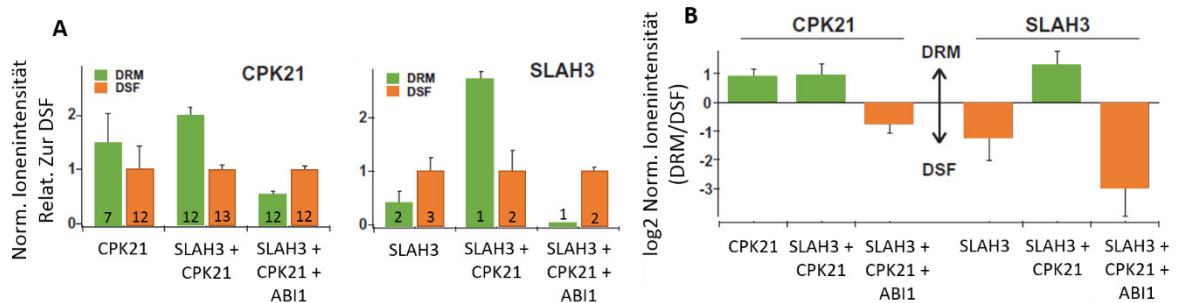 A
Norm. Ionenintensität
Relat. Zur DSF
DRM
DSF
CPK21
2
1
0
7
12
12
13
12
12
CPK21
SLAH3 +
CPK21
SLAH3 +
CPK21 +
ABI1
DRM
DSF
SLAH3
2
1
0
2
3
1
2
1
2
SLAH3
SLAH3 +
CPK21
SLAH3 +
CPK21 +
ABI1
B
log2 Norm. Ionenintensität
(DRM/DSF)
CPK21
SLAH3
DRM
DSF
1
0
-1
-2
-3
CPK21
SLAH3 +
CPK21
SLAH3 +
CPK21 +
ABI1
SLAH3
SLAH3 +
CPK21
SLAH3 +
CPK21 +
ABI1